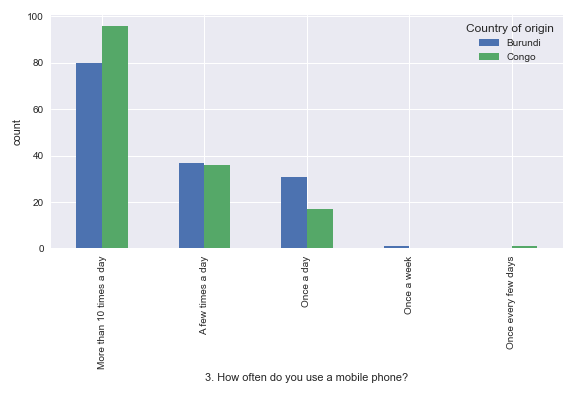 100
80
60
40
20
0
count
Country of origin
Burundi
Congo
More than 10 times a day
A few times a day
Once a day
Once a week
Once every few days
3. How often do you use a mobile phone?